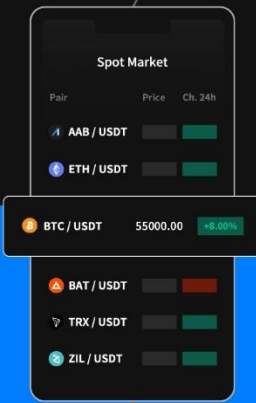 Spot Market
Pair Price Ch. 24h
AAB / USDT
ETH / USDT
BTC / USDT 55000.00 +8.00%
BAT / USDT
TRX / USDT
ZIL / USDT